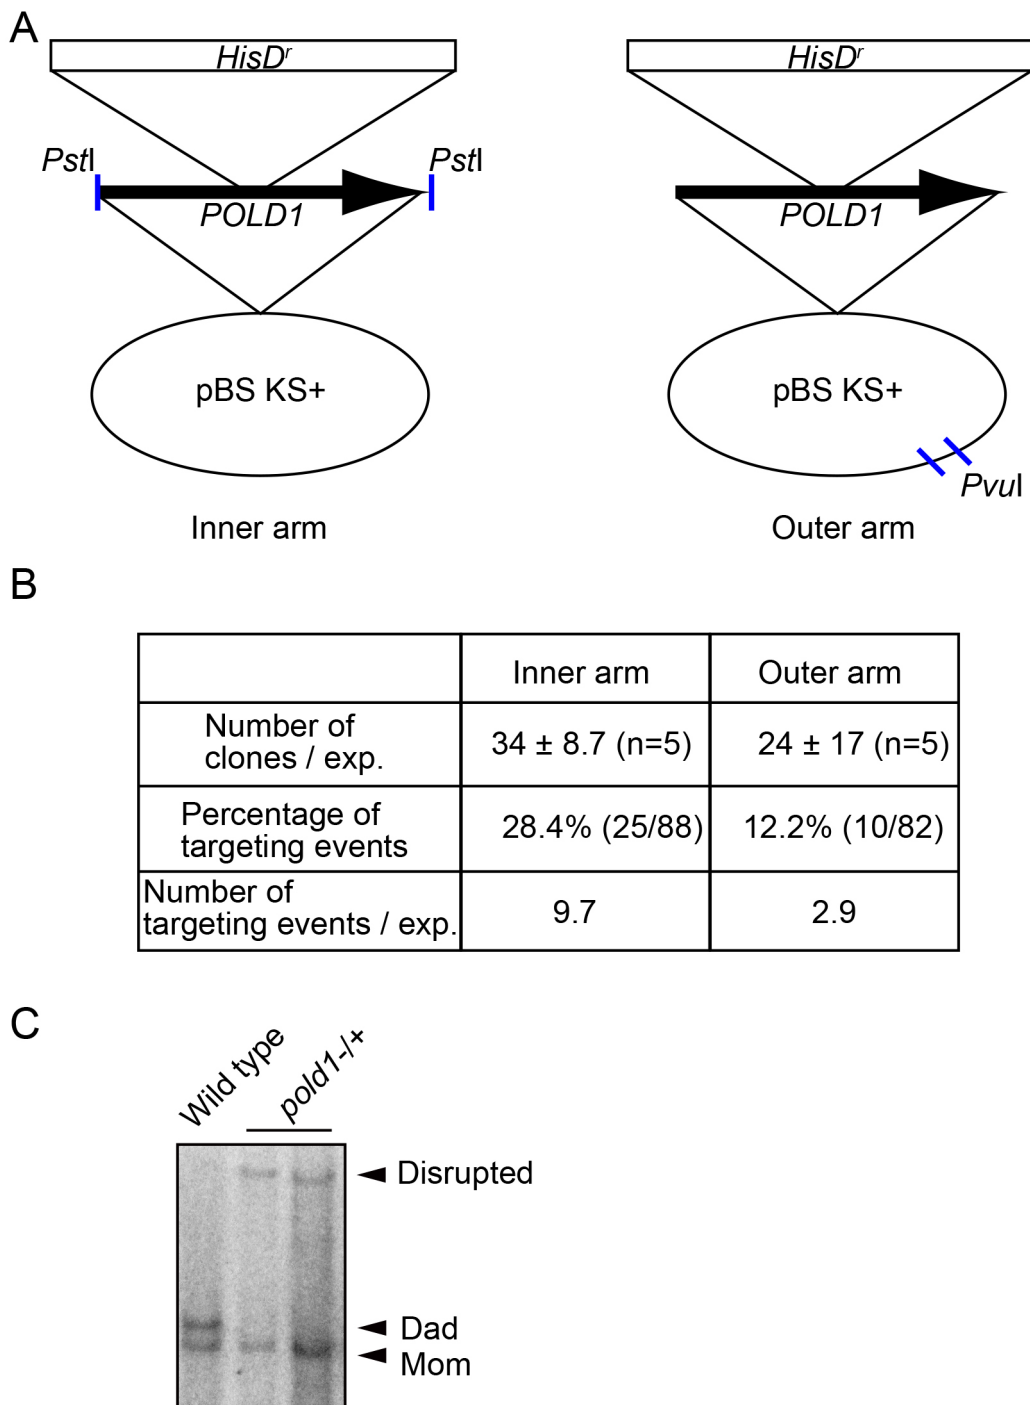 A
HisDʳ HisDʳ
PstI PstI
POLD1 POLD1
pBS KS+ pBS KS+
PvuI
Inner arm Outer arm
B
Inner arm Outer arm
Number of
clones / exp. 34 ± 8.7 (n=5) 24 ± 17 (n=5)
Percentage of
targeting events 28.4% (25/88) 12.2% (10/82)
Number of
targeting events / exp. 9.7 2.9
C
Wild type pold1-/+
Disrupted
Dad
Mom